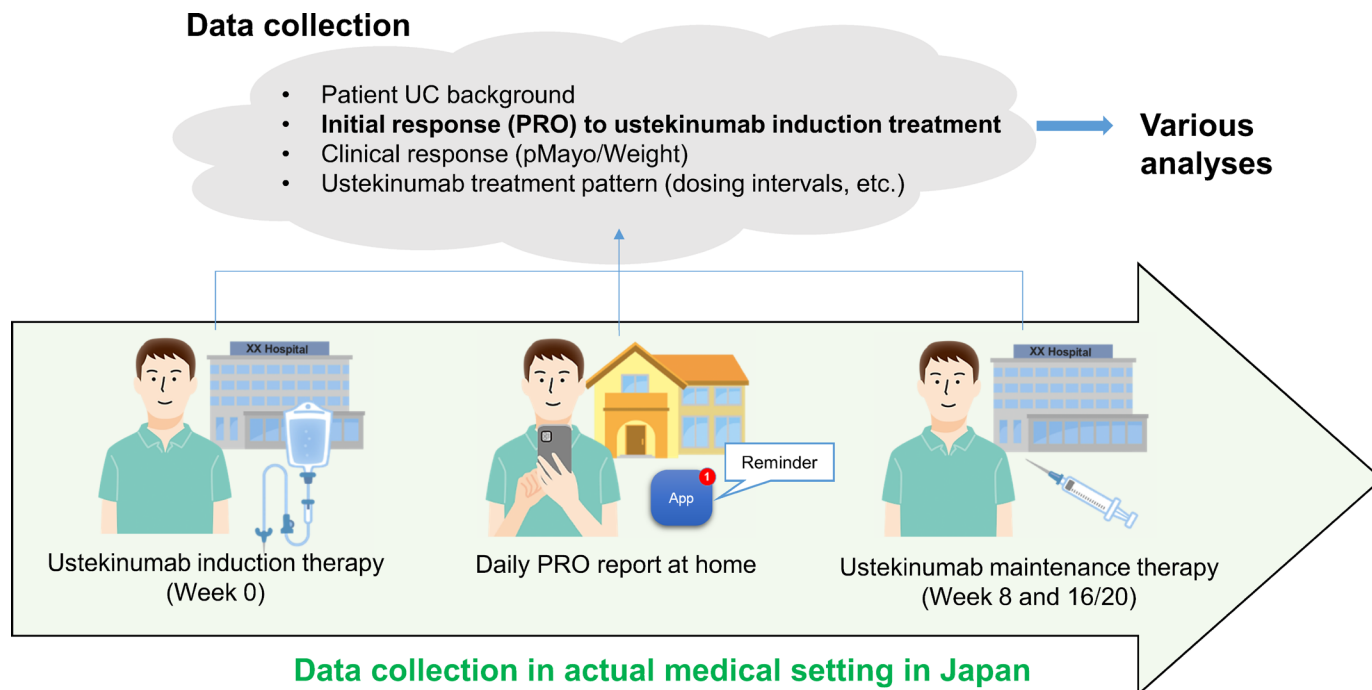 Data collection
• Patient UC background
• Initial response (PRO) to ustekinumab induction treatment
• Clinical response (pMayo/Weight)
• Ustekinumab treatment pattern (dosing intervals, etc.)
Various
analyses
XX Hospital
Ustekinumab induction therapy
(Week 0)
Reminder
App
1
Daily PRO report at home
XX Hospital
Ustekinumab maintenance therapy
(Week 8 and 16/20)
Data collection in actual medical setting in Japan